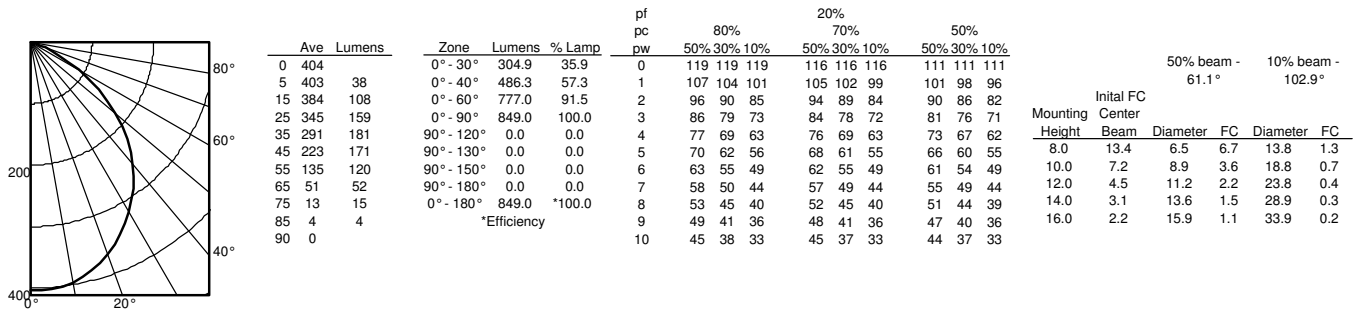 80°
60°
200
40°
400
0°
20°
Ave Lumens
0 404
5 403 38
15 384 108
25 345 159
35 291 181
45 223 171
55 135 120
65 51 52
75 13 15
85 4 4
90 0
Zone Lumens % Lamp
0° - 30° 304.9 35.9
0° - 40° 486.3 57.3
0° - 60° 777.0 91.5
0° - 90° 849.0 100.0
90° - 120° 0.0 0.0
90° - 130° 0.0 0.0
90° - 150° 0.0 0.0
90° - 180° 0.0 0.0
0° - 180° 849.0 *100.0
*Efficiency
pf 20%
pc 80% 70% 50%
pw 50% 30% 10% 50% 30% 10% 50% 30% 10%
0 119 119 119 116 116 116 111 111 111
1 107 104 101 105 102 99 101 98 96
2 96 90 85 94 89 84 90 86 82
3 86 79 73 84 78 72 81 76 71
4 77 69 63 76 69 63 73 67 62
5 70 62 56 68 61 55 66 60 55
6 63 55 49 62 55 49 61 54 49
7 58 50 44 57 49 44 55 49 44
8 53 45 40 52 45 40 51 44 39
9 49 41 36 48 41 36 47 40 36
10 45 38 33 45 37 33 44 37 33
50% beam - 10% beam -
61.1° 102.9°
Inital FC
Mounting Center
Height Beam Diameter FC Diameter FC
8.0 13.4 6.5 6.7 13.8 1.3
10.0 7.2 8.9 3.6 18.8 0.7
12.0 4.5 11.2 2.2 23.8 0.4
14.0 3.1 13.6 1.5 28.9 0.3
16.0 2.2 15.9 1.1 33.9 0.2